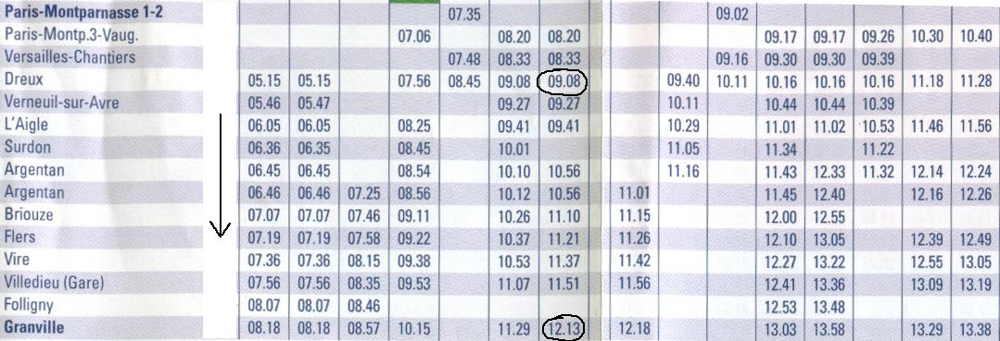 Paris-Montparnasse 1-2 07.35 09.02
Paris-Montp.3-Vaug. 07.06 08.20 08.20 09.17 09.17 09.26 10.30 10.40
Versailles-Chantiers 07.48 08.33 08.33 09.16 09.30 09.30 09.39
Dreux 05.15 05.15 07.56 08.45 09.08 09.08 09.40 10.11 10.16 10.16 10.16 11.18 11.28
Verneuil-sur-Avre 05.46 05.47 09.27 09.27 10.11 10.44 10.44 10.39
L'Aigle 06.05 06.05 08.25 09.41 09.41 10.29 11.01 11.02 10.53 11.46 11.56
Surdon 06.36 06.35 08.45 10.01 11.05 11.34 11.22
Argentan 06.45 06.45 08.54 10.10 10.56 11.16 11.43 12.33 11.32 12.14 12.24
Argentan 06.46 06.46 07.25 08.56 10.12 10.56 11.01 11.45 12.40 12.16 12.26
Briouze 07.07 07.07 07.46 09.11 10.26 11.10 11.15 12.00 12.55
Flers 07.19 07.19 07.58 09.22 10.37 11.21 11.26 12.10 13.05 12.39 12.49
Vire 07.36 07.36 08.15 09.38 10.53 11.37 11.42 12.27 13.22 12.55 13.05
Villedieu (Gare) 07.56 07.56 08.35 09.53 11.07 11.51 11.56 12.41 13.36 13.09 13.19
Folligny 08.07 08.07 08.46 12.53 13.48
Granville 08.18 08.18 08.57 10.15 11.29 12.13 12.18 13.03 13.58 13.29 13.38